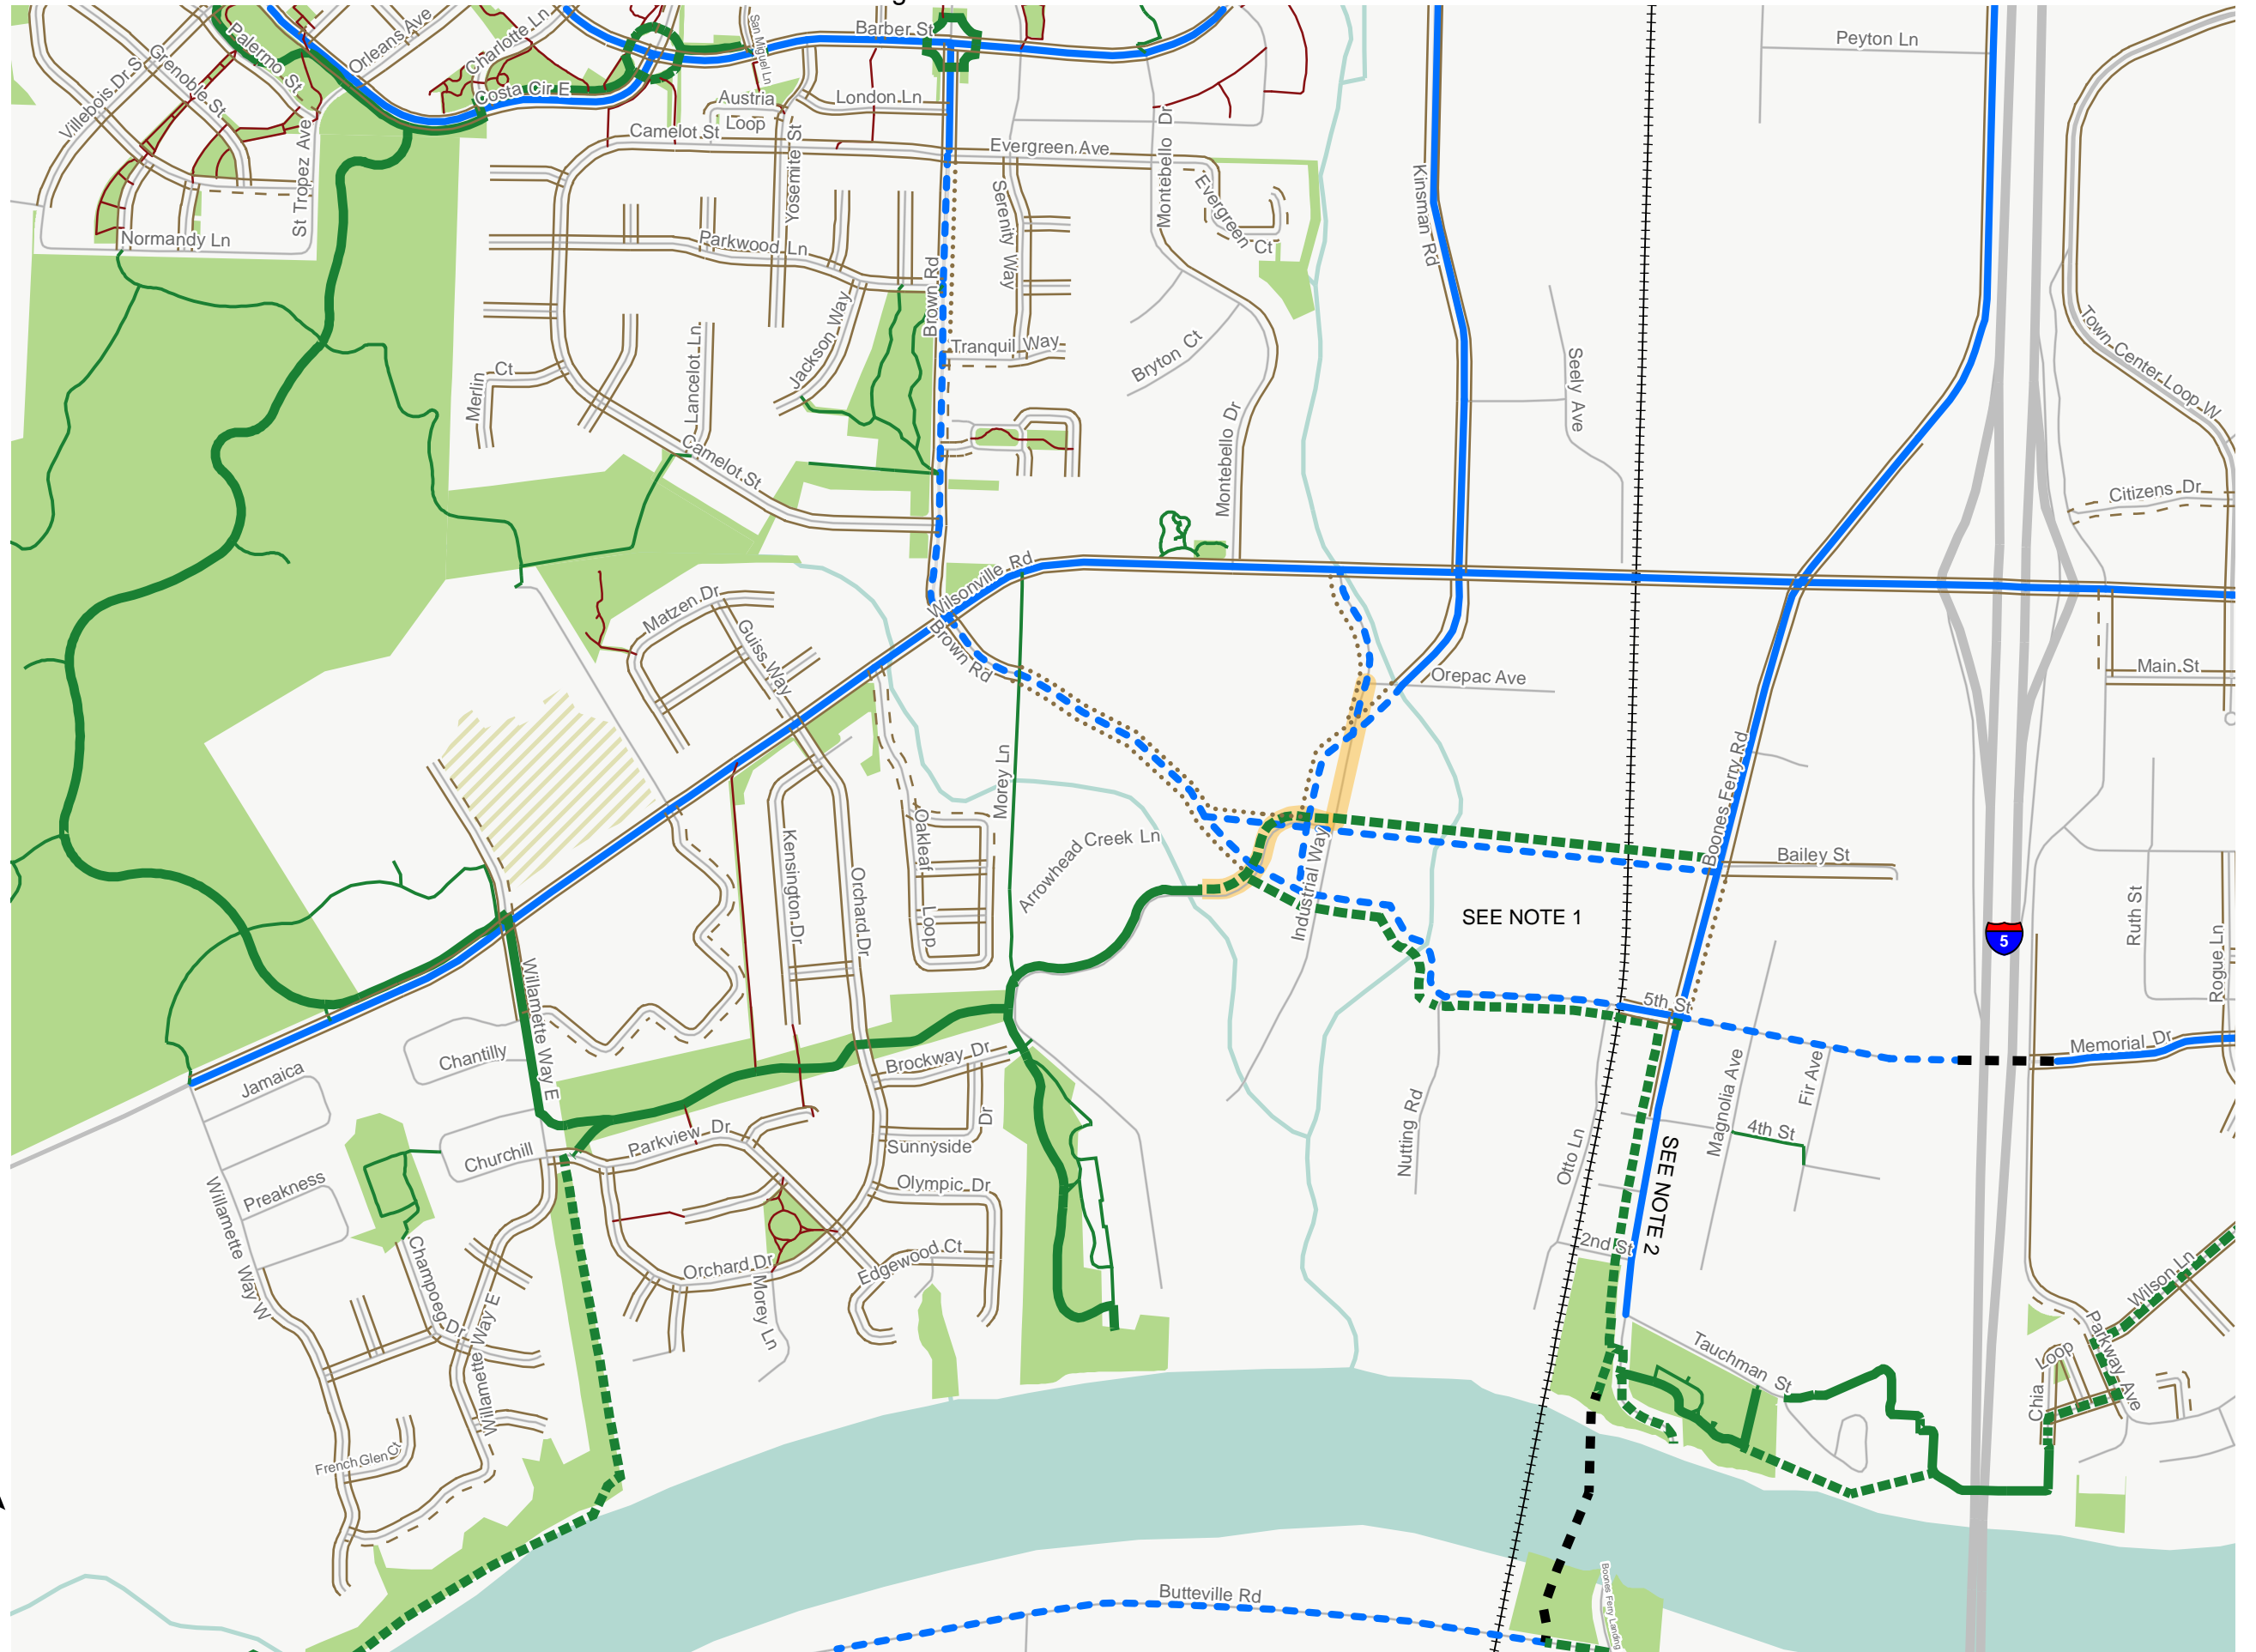 Barber St
Peyton Ln
Orleans Ave
Charlotte Ln
San Miguel Ln
Palermo St
Grenoble St
Villebois Dr S
Costa Cir E
Austria
Loop
London Ln
Camelot St
Evergreen Ave
Montebello Dr
St Tropez Ave
Yosemite St
Serenity Way
Evergreen Ct
Kinsman Rd
Normandy Ln
Parkwood Ln
Brown Rd
Jackson Way
Tranquil Way
Bryton Ct
Seely Ave
Town Center Loop W
Merlin Ct
Lancelot Ln
Camelot St
Montebello Dr
Citizens Dr
Wilsonville Rd
Matzen Dr
Guiss Way
Brown Rd
Orepac Ave
Main St
Boones Ferry Rd
Morey Ln
Oakleaf
Loop
Kensington Dr
Orchard Dr
Arrowhead Creek Ln
Industrial Way
Bailey St
SEE NOTE 1
Ruth St
Rogue Ln
5
Willamette Way E
5th St
Memorial Dr
Chantilly
Jamaica
Brockway Dr
Magnolia Ave
Fir Ave
Nutting Rd
4th St
Parkview Dr
Sunnyside
Dr
Churchill
Otto Ln
SEE NOTE 2
Preakness
Olympic Dr
Willamette Way W
Champoeg Dr
Orchard Dr
Edgewood Ct
2nd St
Wilson Ln
Morey Ln
Willamette Way E
Tauchman St
Parkway Ave
Loop
Chia
Willamette
French Glen Ct
Butteville Rd
Boones Ferry Landing